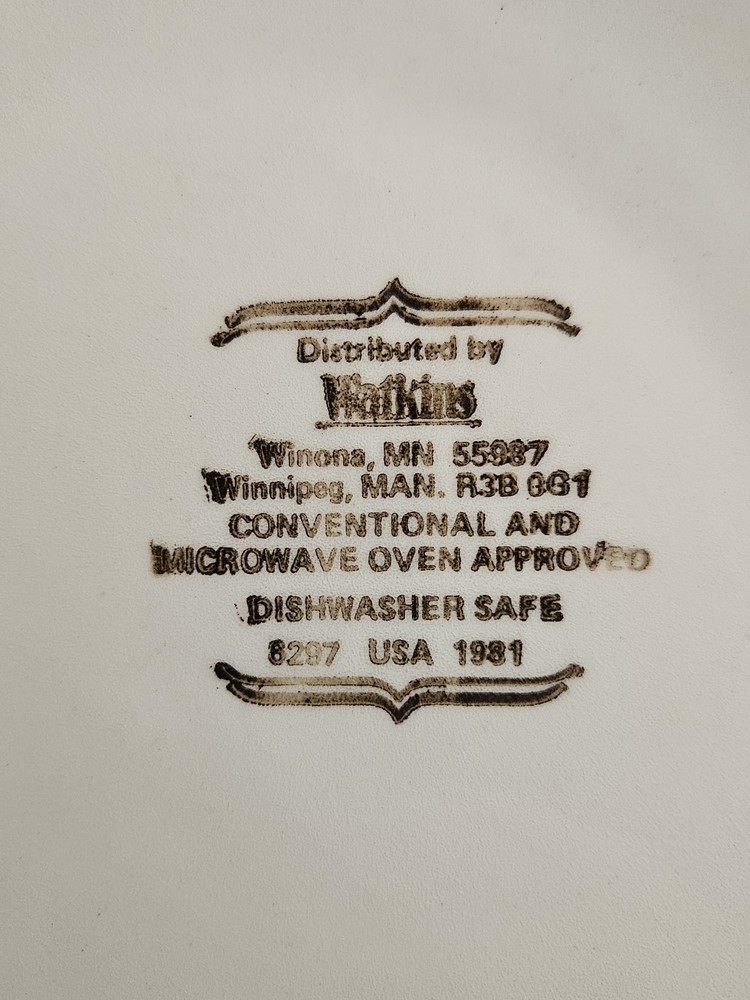 Distributed by
Watkins
Winona, MN 55987
Winnipeg, MAN. R3B 0G1
CONVENTIONAL AND
MICROWAVE OVEN APPROVED
DISHWASHER SAFE
USA 1981